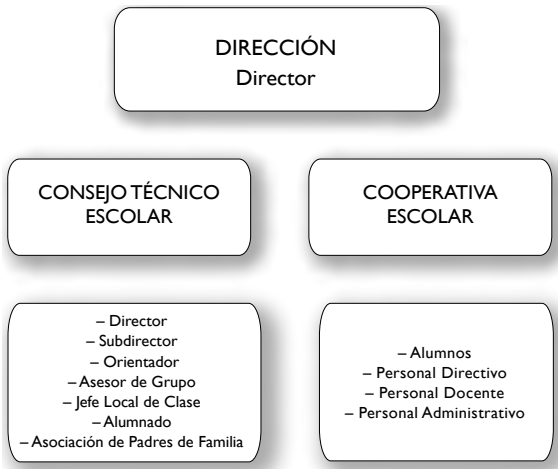 DIRECCIÓN
Director
CONSEJO TÉCNICO
ESCOLAR
COOPERATIVA
ESCOLAR
– Director
– Subdirector
– Orientador
– Asesor de Grupo
– Jefe Local de Clase
– Alumnado
– Asociación de Padres de Familia
– Alumnos
– Personal Directivo
– Personal Docente
– Personal Administrativo